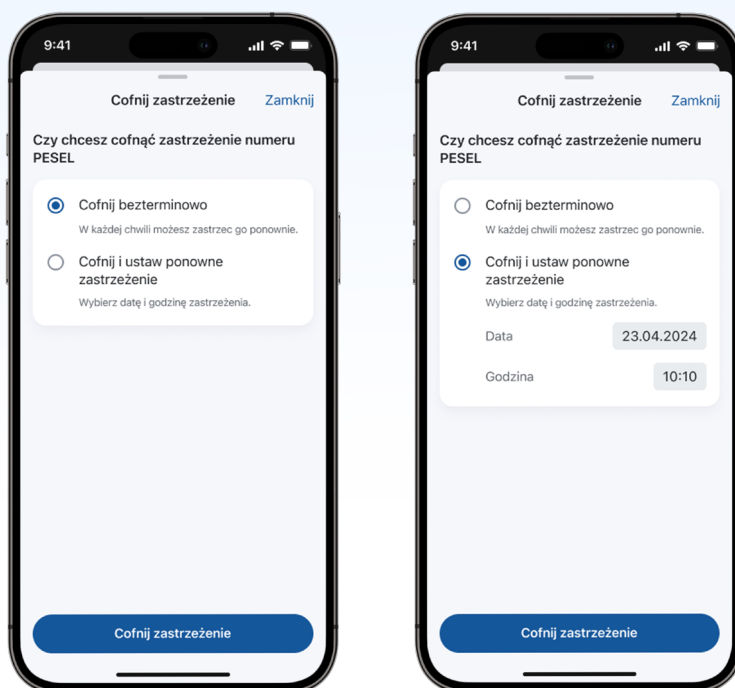 9:41
Cofnij zastrzeżenie
Zamknij
Czy chcesz cofnąć zastrzeżenie numeru
PESEL
Cofnij bezterminowo
W każdej chwili możesz zastrzec go ponownie.
Cofnij i ustaw ponowne
zastrzeżenie
Wybierz datę i godzinę zastrzeżenia.
Cofnij zastrzeżenie
9:41
Cofnij zastrzeżenie
Zamknij
Czy chcesz cofnąć zastrzeżenie numeru
PESEL
Cofnij bezterminowo
W każdej chwili możesz zastrzec go ponownie.
Cofnij i ustaw ponowne
zastrzeżenie
Wybierz datę i godzinę zastrzeżenia.
Data 23.04.2024
Godzina 10:10
Cofnij zastrzeżenie